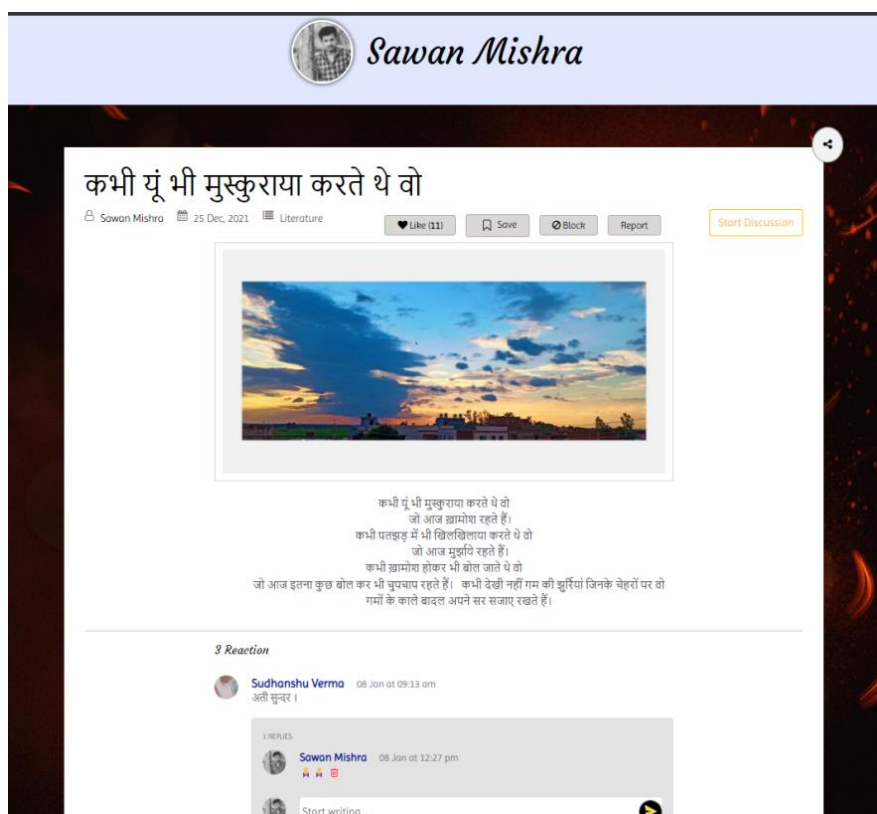 Sawan Mishra
कभी यूं भी मुस्कुराया करते थे वो
Sawan Mishra 25 Dec, 2021 Literature
Like (11) Save Block Report Start Discussion
कभी यूं भी मुस्कुराया करते थे वो
जो आज ख़ामोश रहते हैं।
कभी पतझड़ में भी खिलखिलाया करते थे वो
जो आज मुर्झाये रहते हैं।
कभी ख़ामोश होकर भी बोल जाते थे वो
जो आज इतना कुछ बोल कर भी चुपचाप रहते हैं। कभी देखी नहीं गम की झुर्रियां जिनके चेहरों पर वो
गमों के काले बादल अपने सर सजाए रखते हैं।
3 Reaction
Sudhanshu Verma 08 Jan at 09:13 am
अती सुन्दर ।
1 REPLIES
Sawan Mishra 08 Jan at 12:27 pm
Start writing...